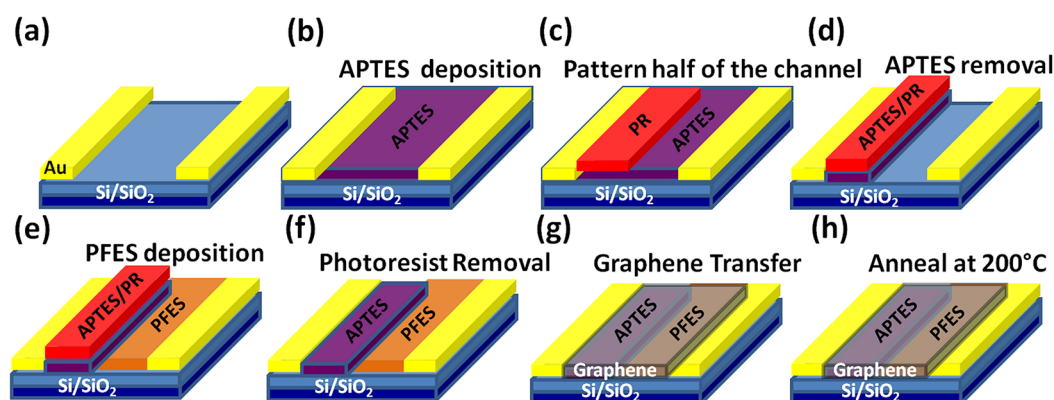 (a)
Au
Si/SiO2
(b)
APTES deposition
APTES
Si/SiO2
(c)
Pattern half of the channel
PR
APTES
Si/SiO2
(d)
APTES removal
APTES/PR
Si/SiO2
(e)
PFES deposition
APTES/PR
PFES
Si/SiO2
(f)
Photoresist Removal
APTES
PFES
Si/SiO2
(g)
Graphene Transfer
APTES
PFES
Graphene
Si/SiO2
(h)
Anneal at 200°C
APTES
PFES
Graphene
Si/SiO2